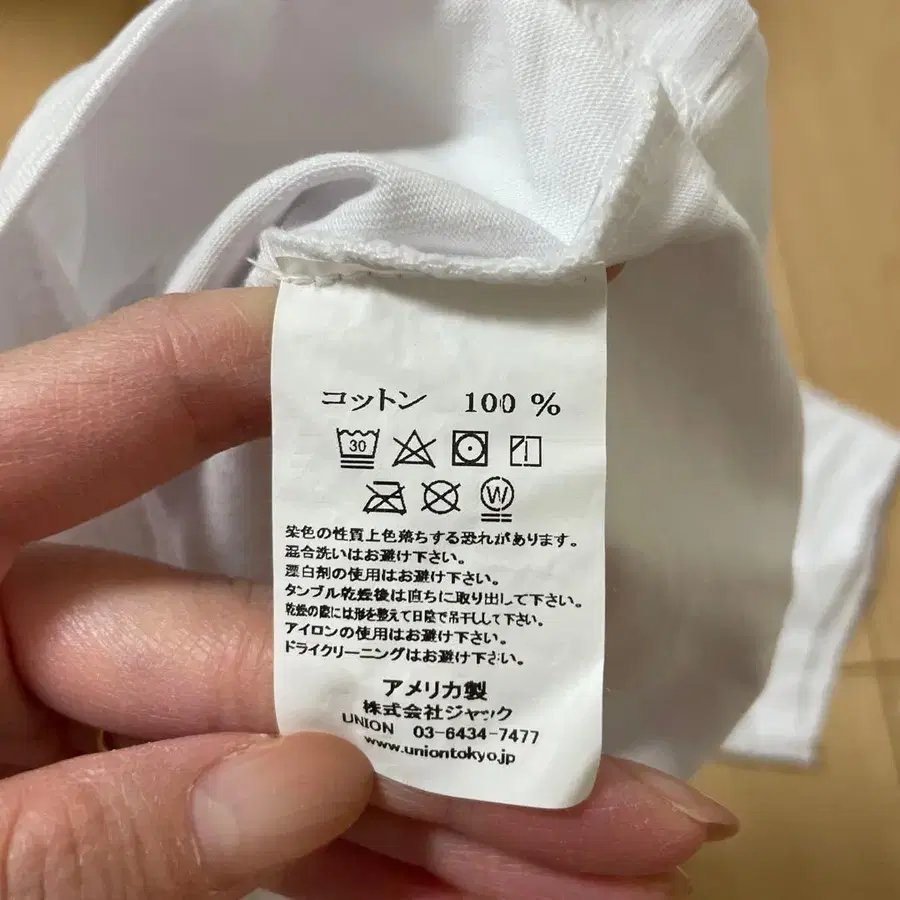 コットン 100 %
30
W
染色の性質上色落ちする恐れがあります。
混合洗いはお避け下さい。
漂白剤の使用はお避け下さい。
タンブル乾燥後は直ちに取り出して下さい。
乾燥の際には形を整えて日陰で吊干しして下さい。
アイロンの使用はお避け下さい。
ドライクリーニングはお避け下さい。
アメリカ製
株式会社ジャック
UNION 03-6434-7477
www.uniontokyo.jp